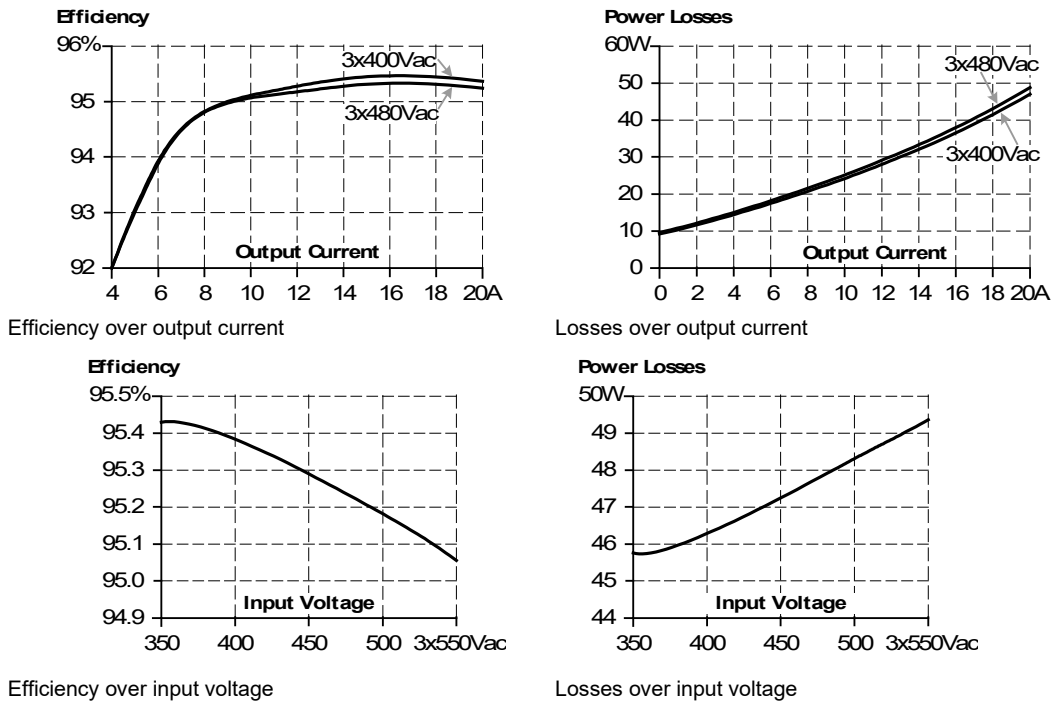 Efficiency
96%
95
94
93
92
3x400Vac
3x480Vac
Output Current
4 6 8 10 12 14 16 18 20A
Efficiency over output current
Power Losses
60W
50
40
30
20
10
0
3x480Vac
3x400Vac
Output Current
0 2 4 6 8 10 12 14 16 18 20A
Losses over output current
Efficiency
95.5%
95.4
95.3
95.2
95.1
95.0
94.9
Input Voltage
350 400 450 500 3x550Vac
Efficiency over input voltage
Power Losses
50W
49
48
47
46
45
44
Input Voltage
350 400 450 500 3x550Vac
Losses over input voltage